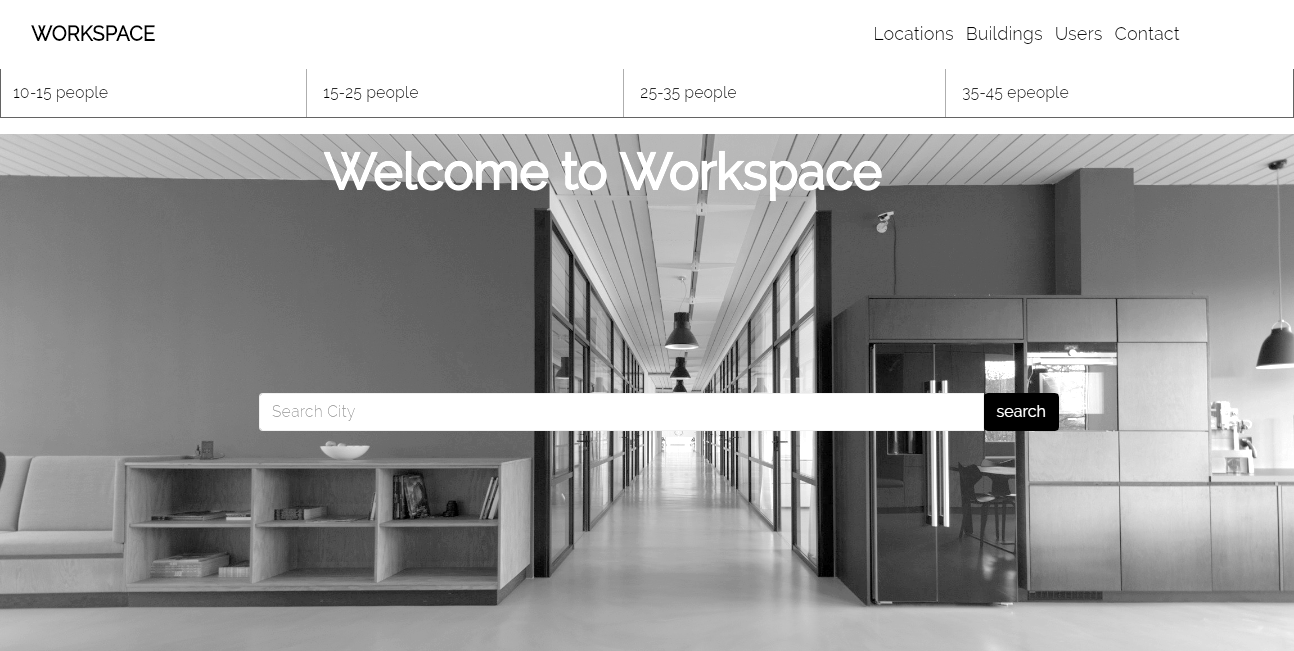 WORKSPACE
Locations Buildings Users Contact
10-15 people
15-25 people
25-35 people
35-45 epeople
Welcome to Workspace
Search City
search